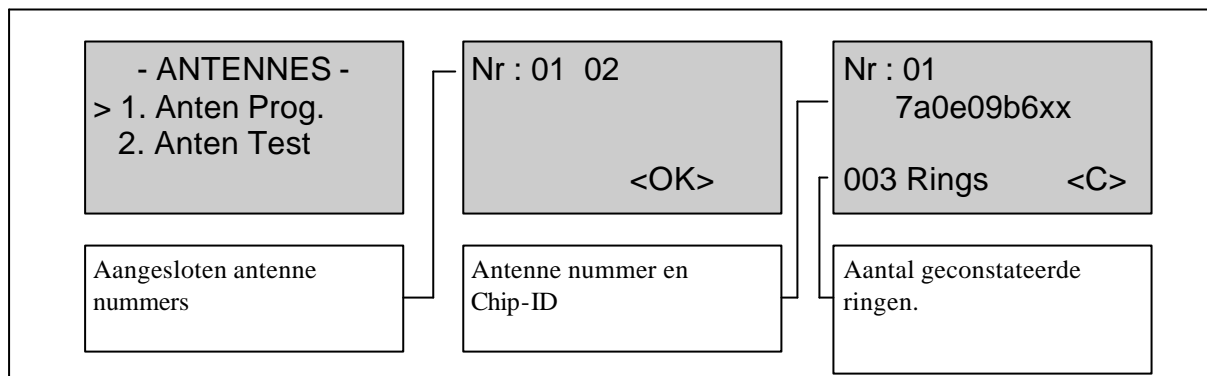 - ANTENNES -
> 1. Anten Prog.
2. Anten Test
Nr : 01 02
<OK>
Nr : 01
7a0e09b6xx
003 Rings <C>
Aangesloten antenne
nummers
Antenne nummer en
Chip-ID
Aantal geconstateerde
ringen.